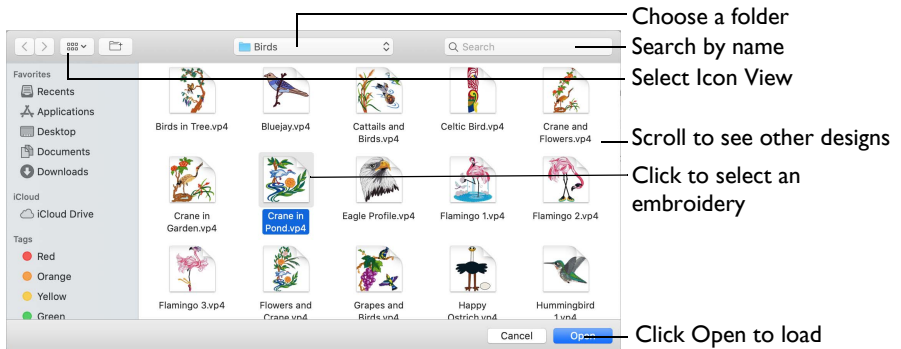 Choose a folder
Birds
Search
Search by name
Select Icon View
Favorites
Recents
Applications
Desktop
Documents
Downloads
iCloud
iCloud Drive
Tags
Red
Orange
Yellow
Green
Birds in Tree.vp4
Bluejay.vp4
Cattails and
Birds.vp4
Celtic Bird.vp4
Crane and
Flowers.vp4
Scroll to see other designs
Click to select an
embroidery
Crane in
Garden.vp4
Crane in
Pond.vp4
Eagle Profile.vp4
Flamingo 1.vp4
Flamingo 2.vp4
Flamingo 3.vp4
Flowers and
Crane.vp4
Grapes and
Birds.vp4
Happy
Ostrich.vp4
Hummingbird
1.vp4
Cancel
Open
Click Open to load